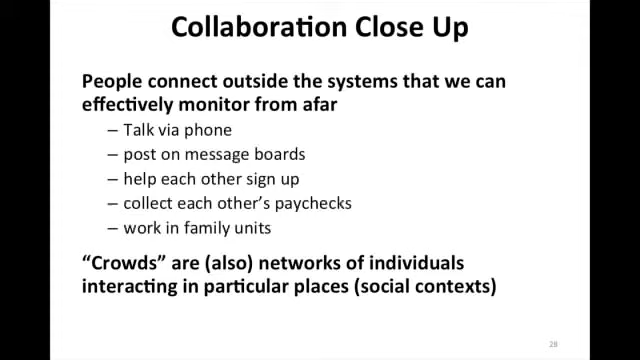 Collaboration Close Up
People connect outside the systems that we can
effectively monitor from afar
– Talk via phone
– post on message boards
– help each other sign up
– collect each other's paychecks
– work in family units
“Crowds” are (also) networks of individuals
interacting in particular places (social contexts)
28